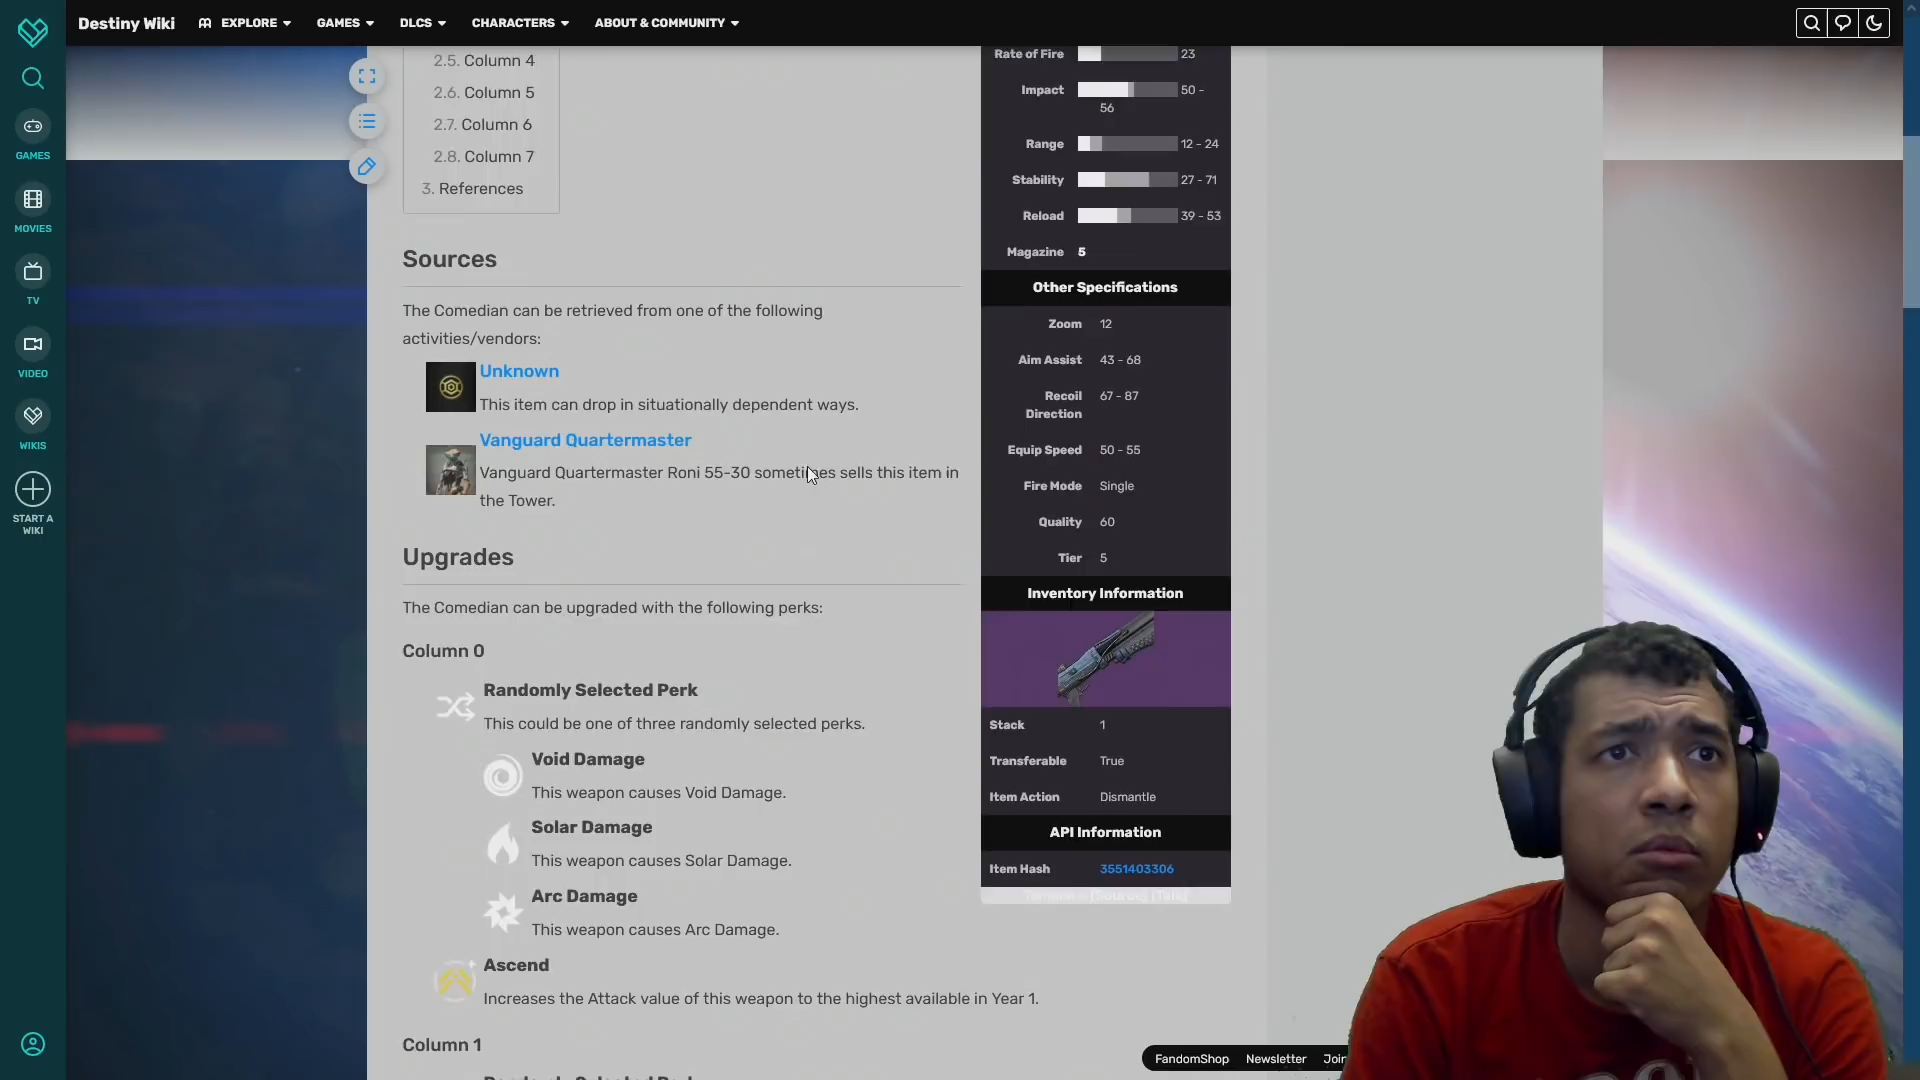 Destiny Wiki
EXPLORE
GAMES
DLCS
CHARACTERS
ABOUT & COMMUNITY
GAMES
MOVIES
TV
VIDEO
WIKIS
START A
WIKI
2.5. Column 4
2.6. Column 5
2.7. Column 6
2.8. Column 7
3. References
Sources
The Comedian can be retrieved from one of the following
activities/vendors:
Unknown
This item can drop in situationally dependent ways.
Vanguard Quartermaster
Vanguard Quartermaster Roni 55-30 sometimes sells this item in
the Tower.
Upgrades
The Comedian can be upgraded with the following perks:
Column 0
Randomly Selected Perk
This could be one of three randomly selected perks.
Void Damage
This weapon causes Void Damage.
Solar Damage
This weapon causes Solar Damage.
Arc Damage
This weapon causes Arc Damage.
Ascend
Increases the Attack value of this weapon to the highest available in Year 1.
Column 1
Rate of Fire 23
Impact 50 -
56
Range 12 - 24
Stability 27 - 71
Reload 39 - 53
Magazine 5
Other Specifications
Zoom 12
Aim Assist 43 - 68
Recoil 67 - 87
Direction
Equip Speed 50 - 55
Fire Mode Single
Quality 60
Tier 5
Inventory Information
Stack 1
Transferable True
Item Action Dismantle
API Information
Item Hash 3551403306
FandomShop Newsletter Join